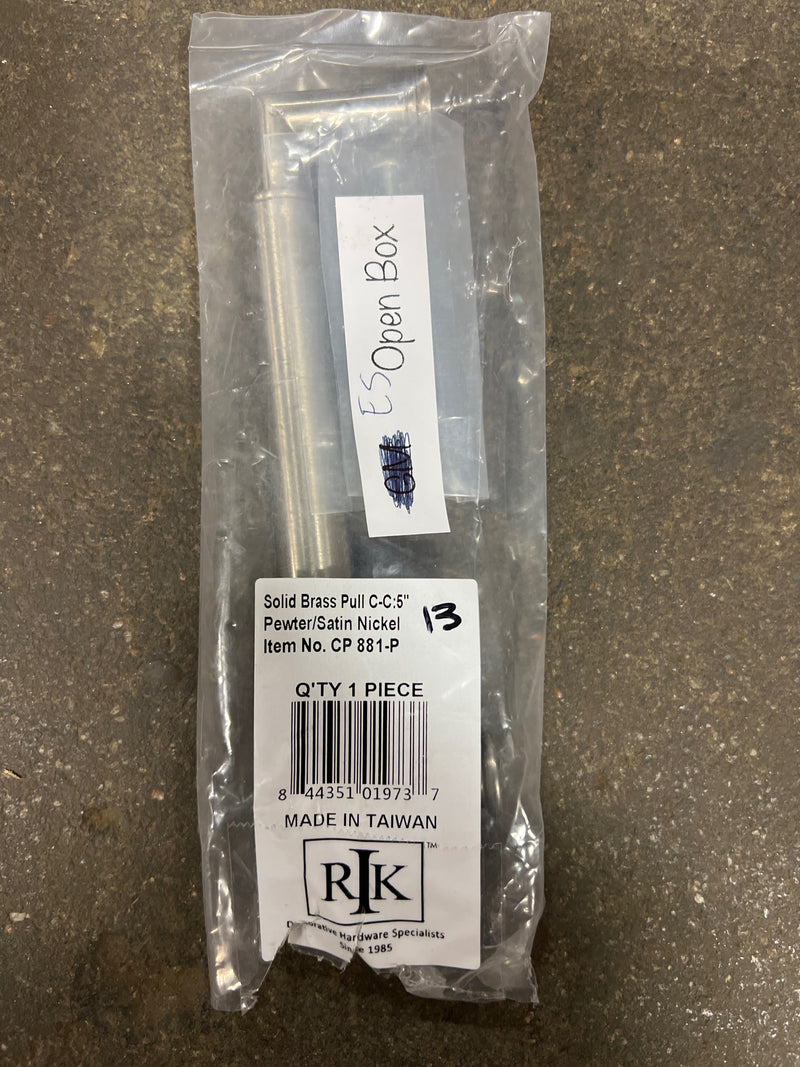 Open Box
ES
GM
Solid Brass Pull C-C:5"
Pewter/Satin Nickel
Item No. CP 881-P
13
Q'TY 1 PIECE
8 44351 01973 7
MADE IN TAIWAN
RIK
TM
Decorative Hardware Specialists
Since 1985